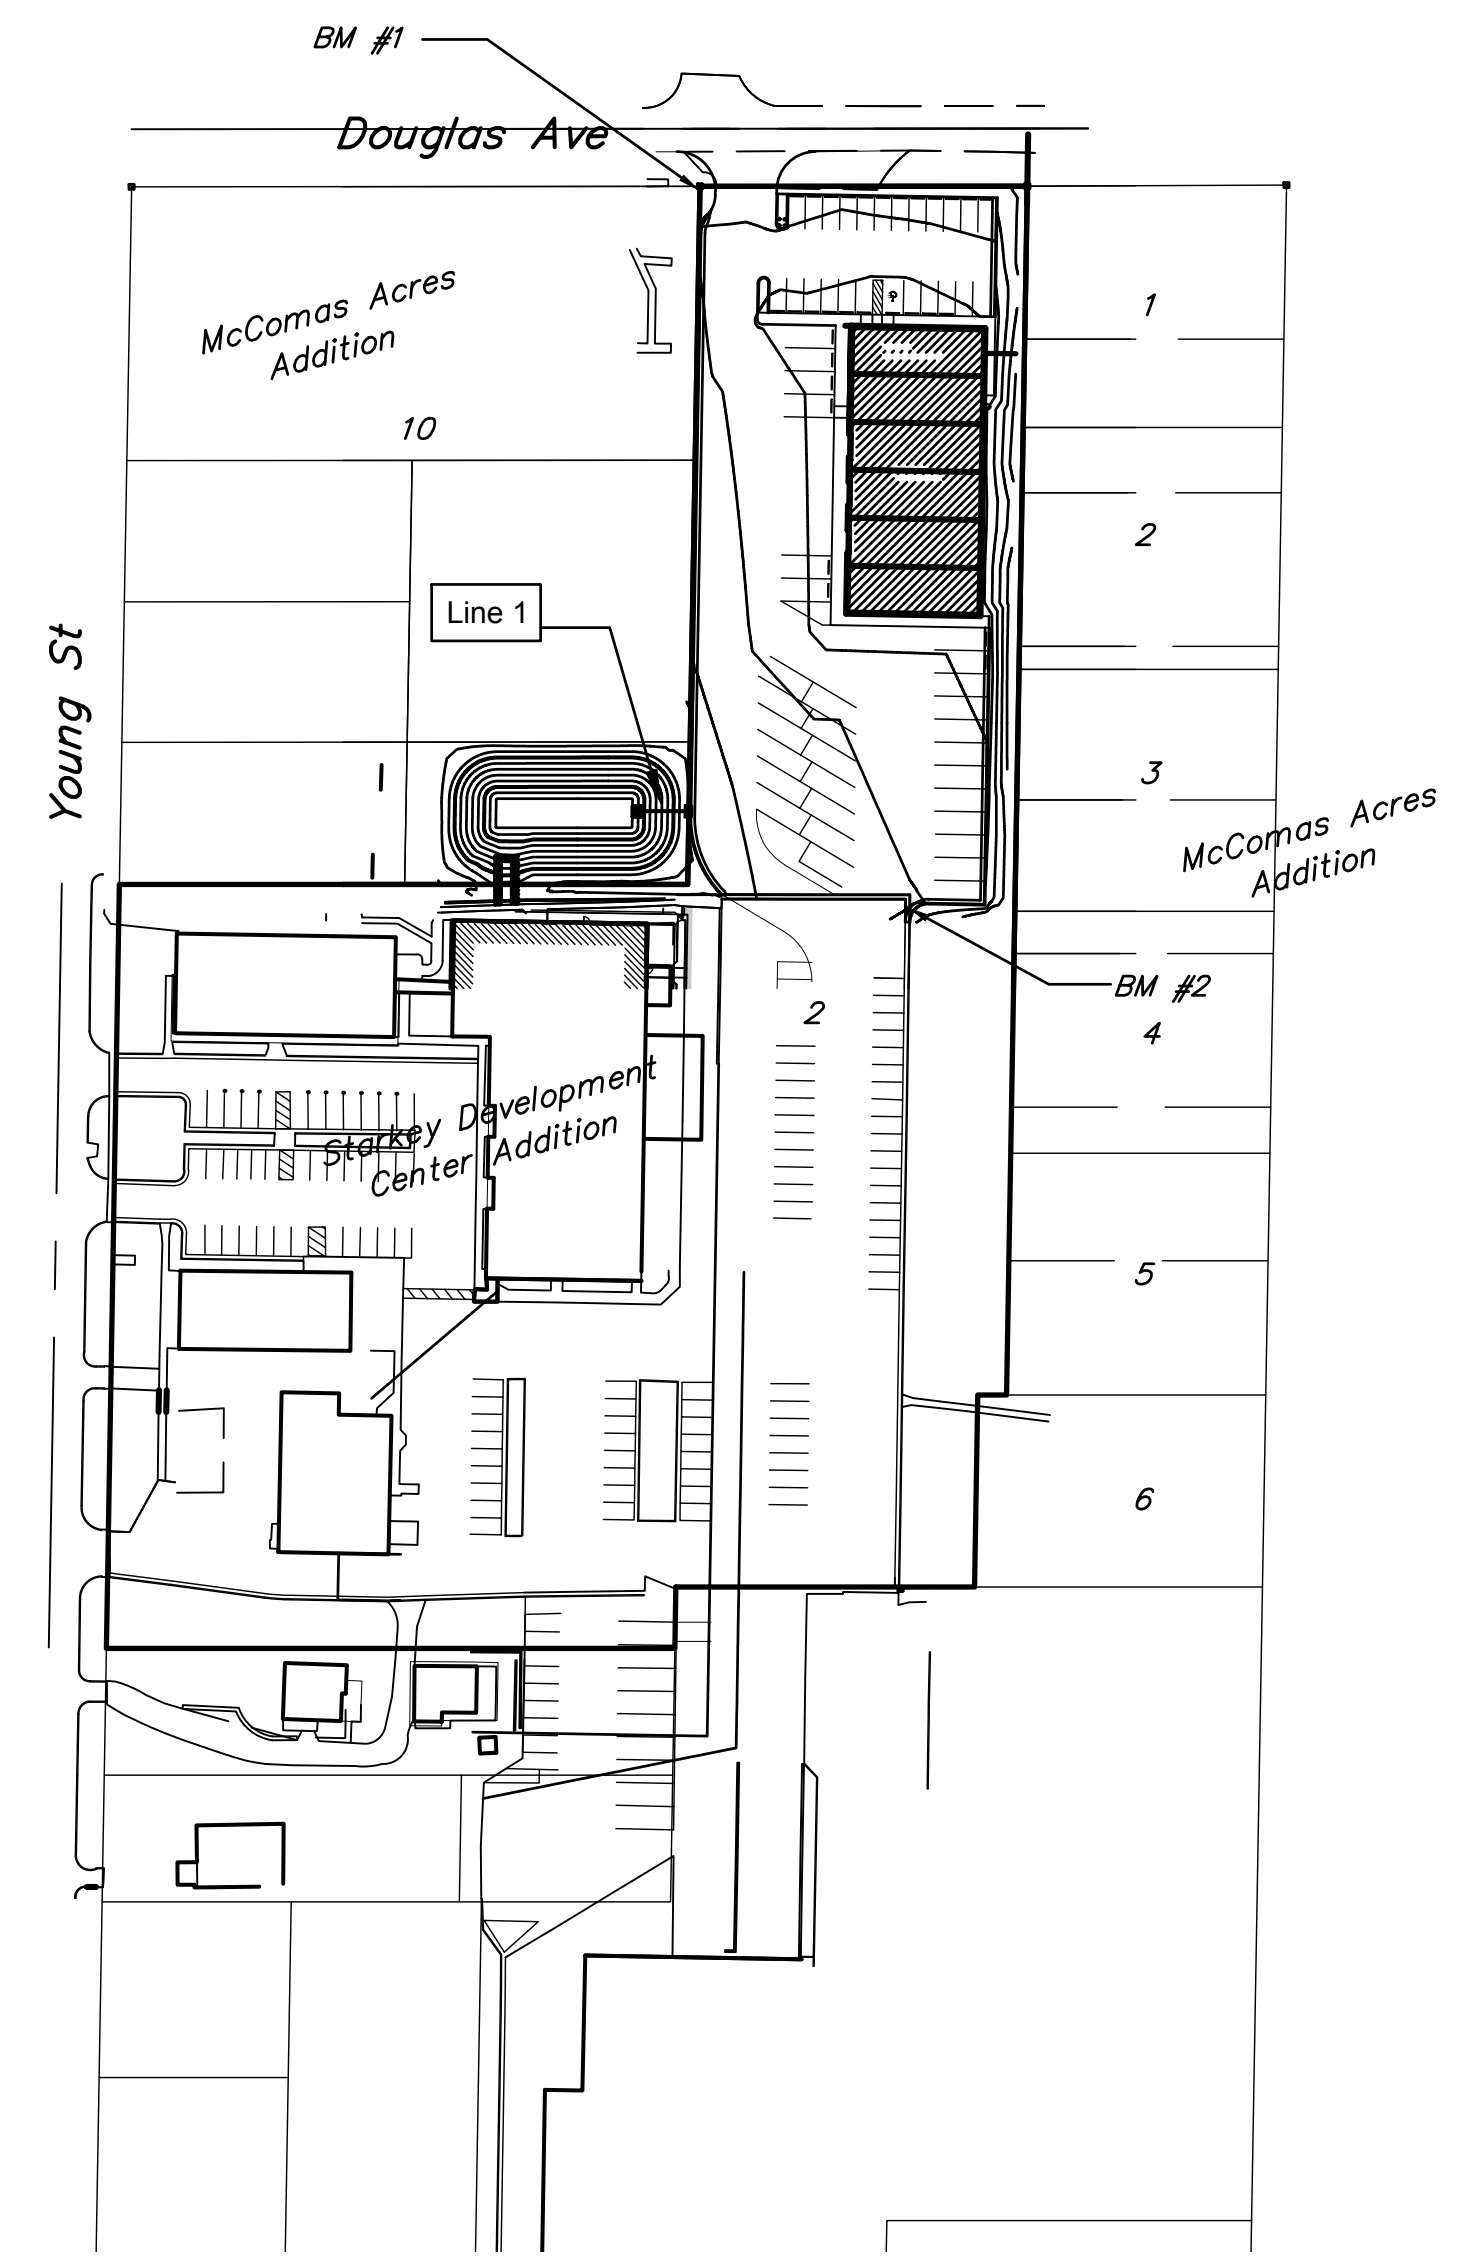 BM #1
Douglas Ave
McComas Acres
Addition
1
10
2
Line 1
Young St
3
McComas Acres
Addition
BM #2
2
4
Starkey Development
Center Addition
5
6